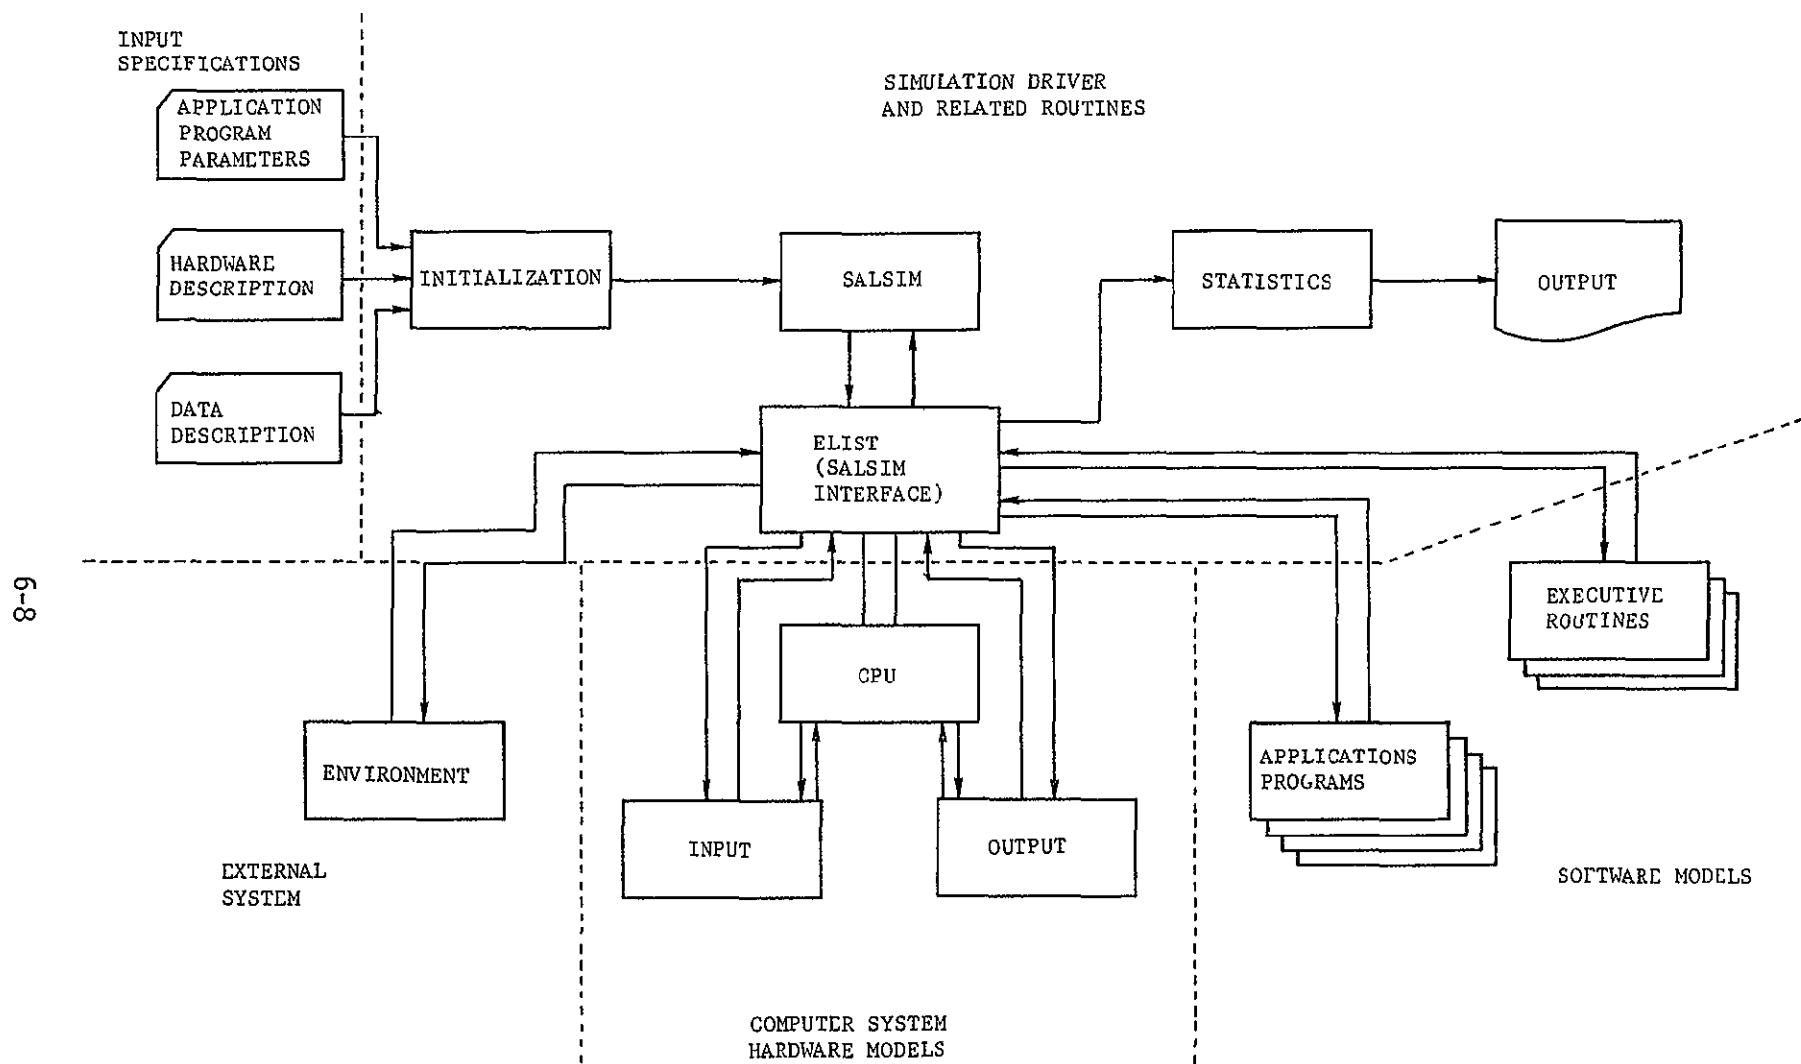 INPUT
SPECIFICATIONS
SIMULATION DRIVER
AND RELATED ROUTINES
APPLICATION
PROGRAM
PARAMETERS
HARDWARE
DESCRIPTION
INITIALIZATION
SALSIM
STATISTICS
OUTPUT
DATA
DESCRIPTION
ELIST
(SALSIM
INTERFACE)
8-9
EXECUTIVE
ROUTINES
CPU
ENVIRONMENT
APPLICATIONS
PROGRAMS
INPUT
OUTPUT
EXTERNAL
SYSTEM
SOFTWARE MODELS
COMPUTER SYSTEM
HARDWARE MODELS